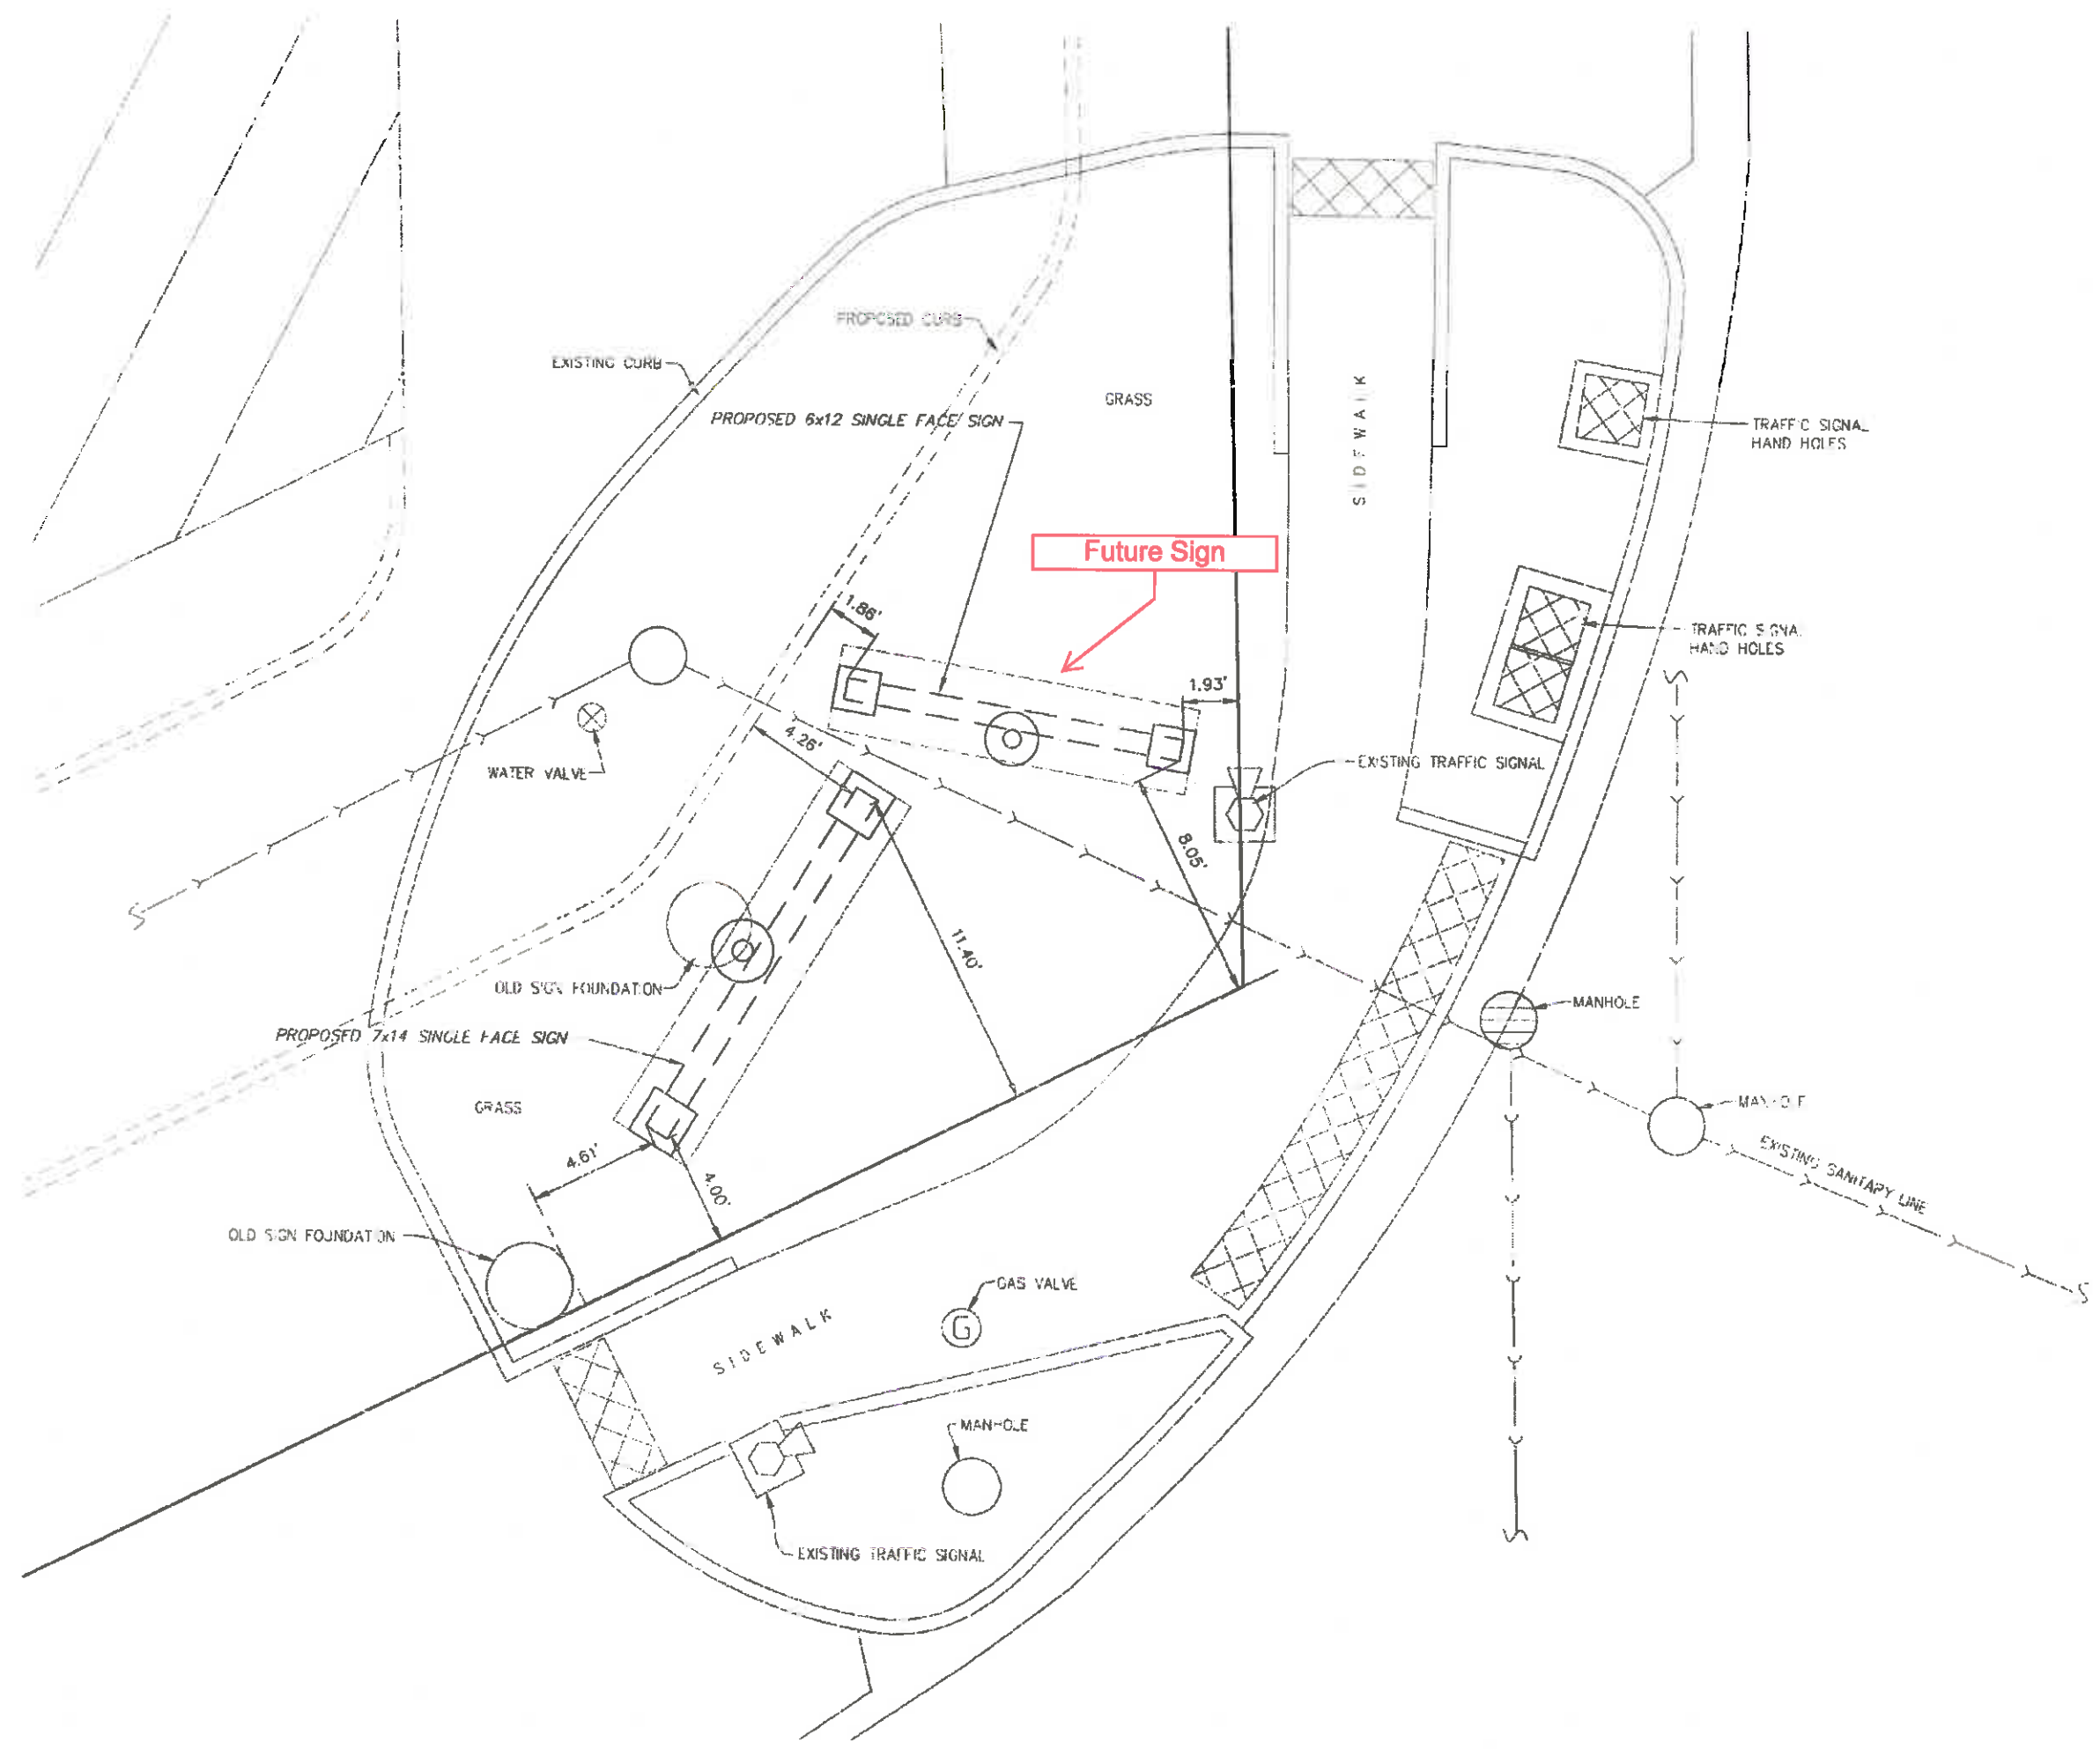 PROPOSED CURB
EXISTING CURB
PROPOSED 6x12 SINGLE FACE SIGN
GRASS
SIDEWALK
TRAFFIC SIGNAL
HAND HOLES
Future Sign
1.86'
TRAFFIC SIGNAL
HAND HOLES
S
1.93'
4.26'
WATER VALVE
EXISTING TRAFFIC SIGNAL
8.05'
S
11.40'
OLD SIGN FOUNDATION
MANHOLE
PROPOSED 7x14 SINGLE FACE SIGN
GRASS
MANHOLE
EXISTING SANITARY LINE
4.61'
4.00'
OLD SIGN FOUNDATION
GAS VALVE
S
G
SIDEWALK
MANHOLE
S
EXISTING TRAFFIC SIGNAL